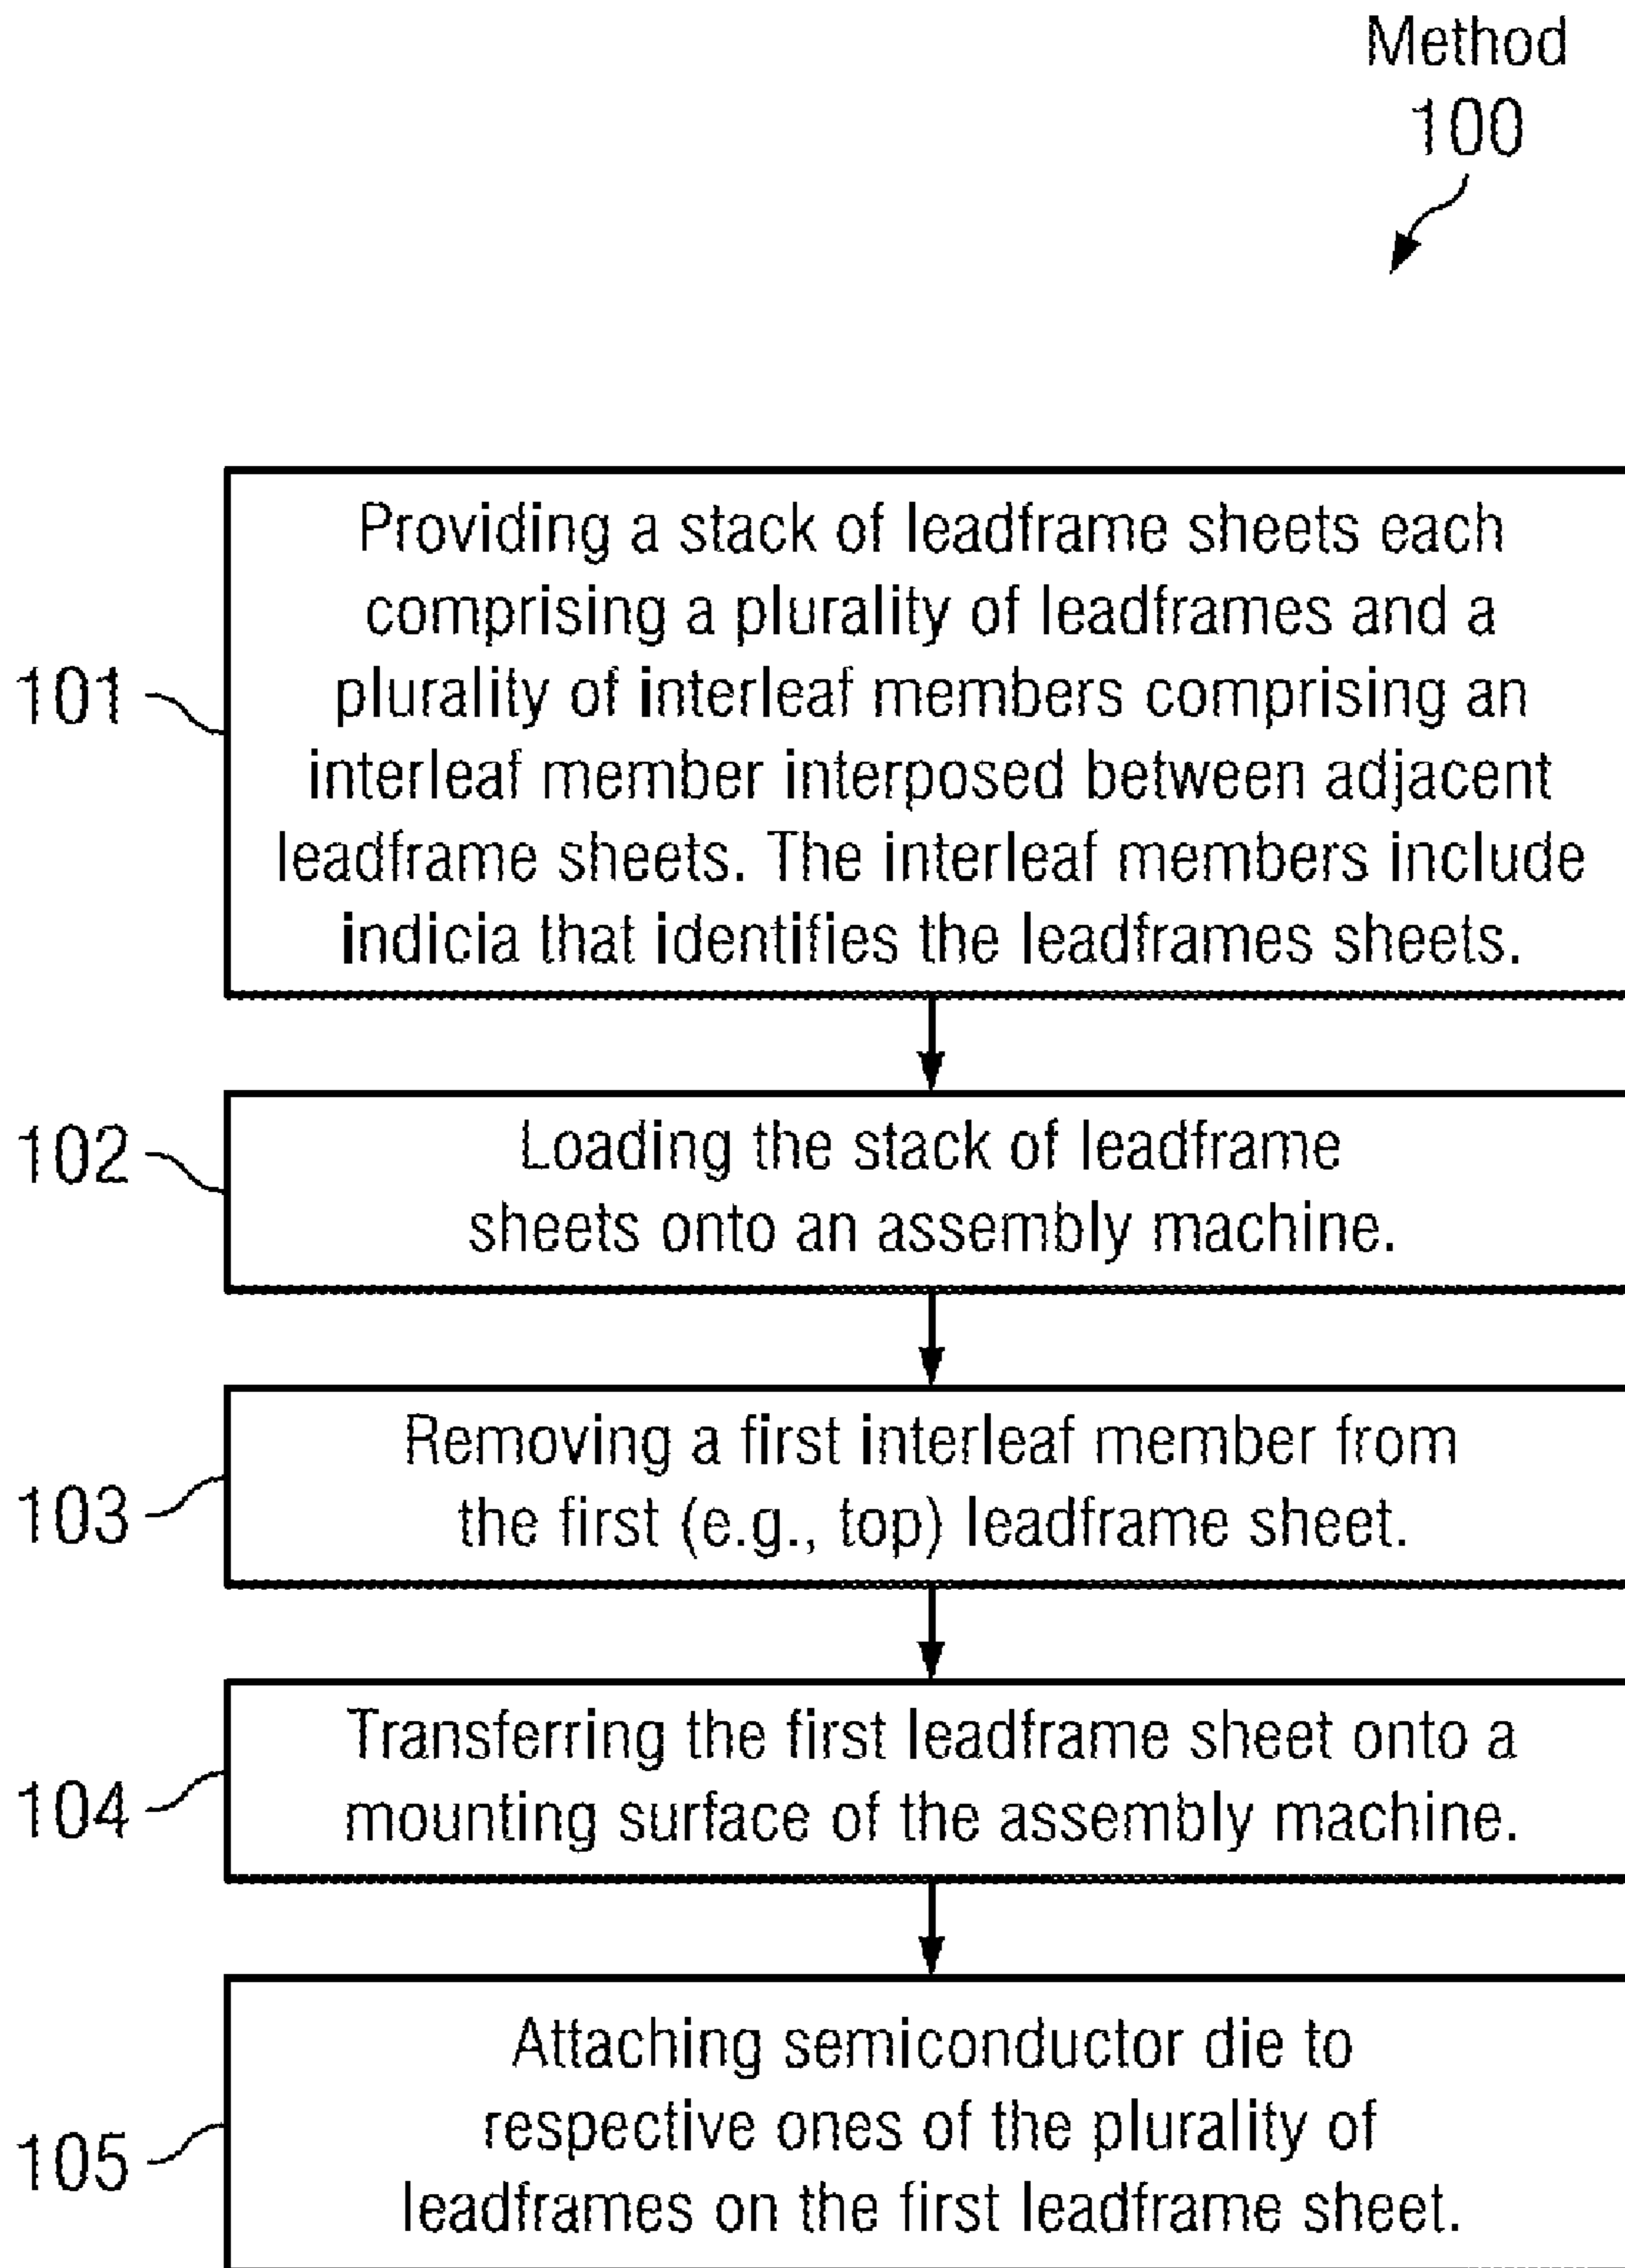 Method
100
Providing a stack of leadframe sheets each
comprising a plurality of leadframes and a
plurality of interleaf members comprising an
interleaf member interposed between adjacent
leadframe sheets. The interleaf members include
indicia that identifies the leadframes sheets.
101
Loading the stack of leadframe
sheets onto an assembly machine.
102
Removing a first interleaf member from
the first (e.g., top) leadframe sheet.
103
Transferring the first leadframe sheet onto a
mounting surface of the assembly machine.
104
Attaching semiconductor die to
respective ones of the plurality of
leadframes on the first leadframe sheet.
105